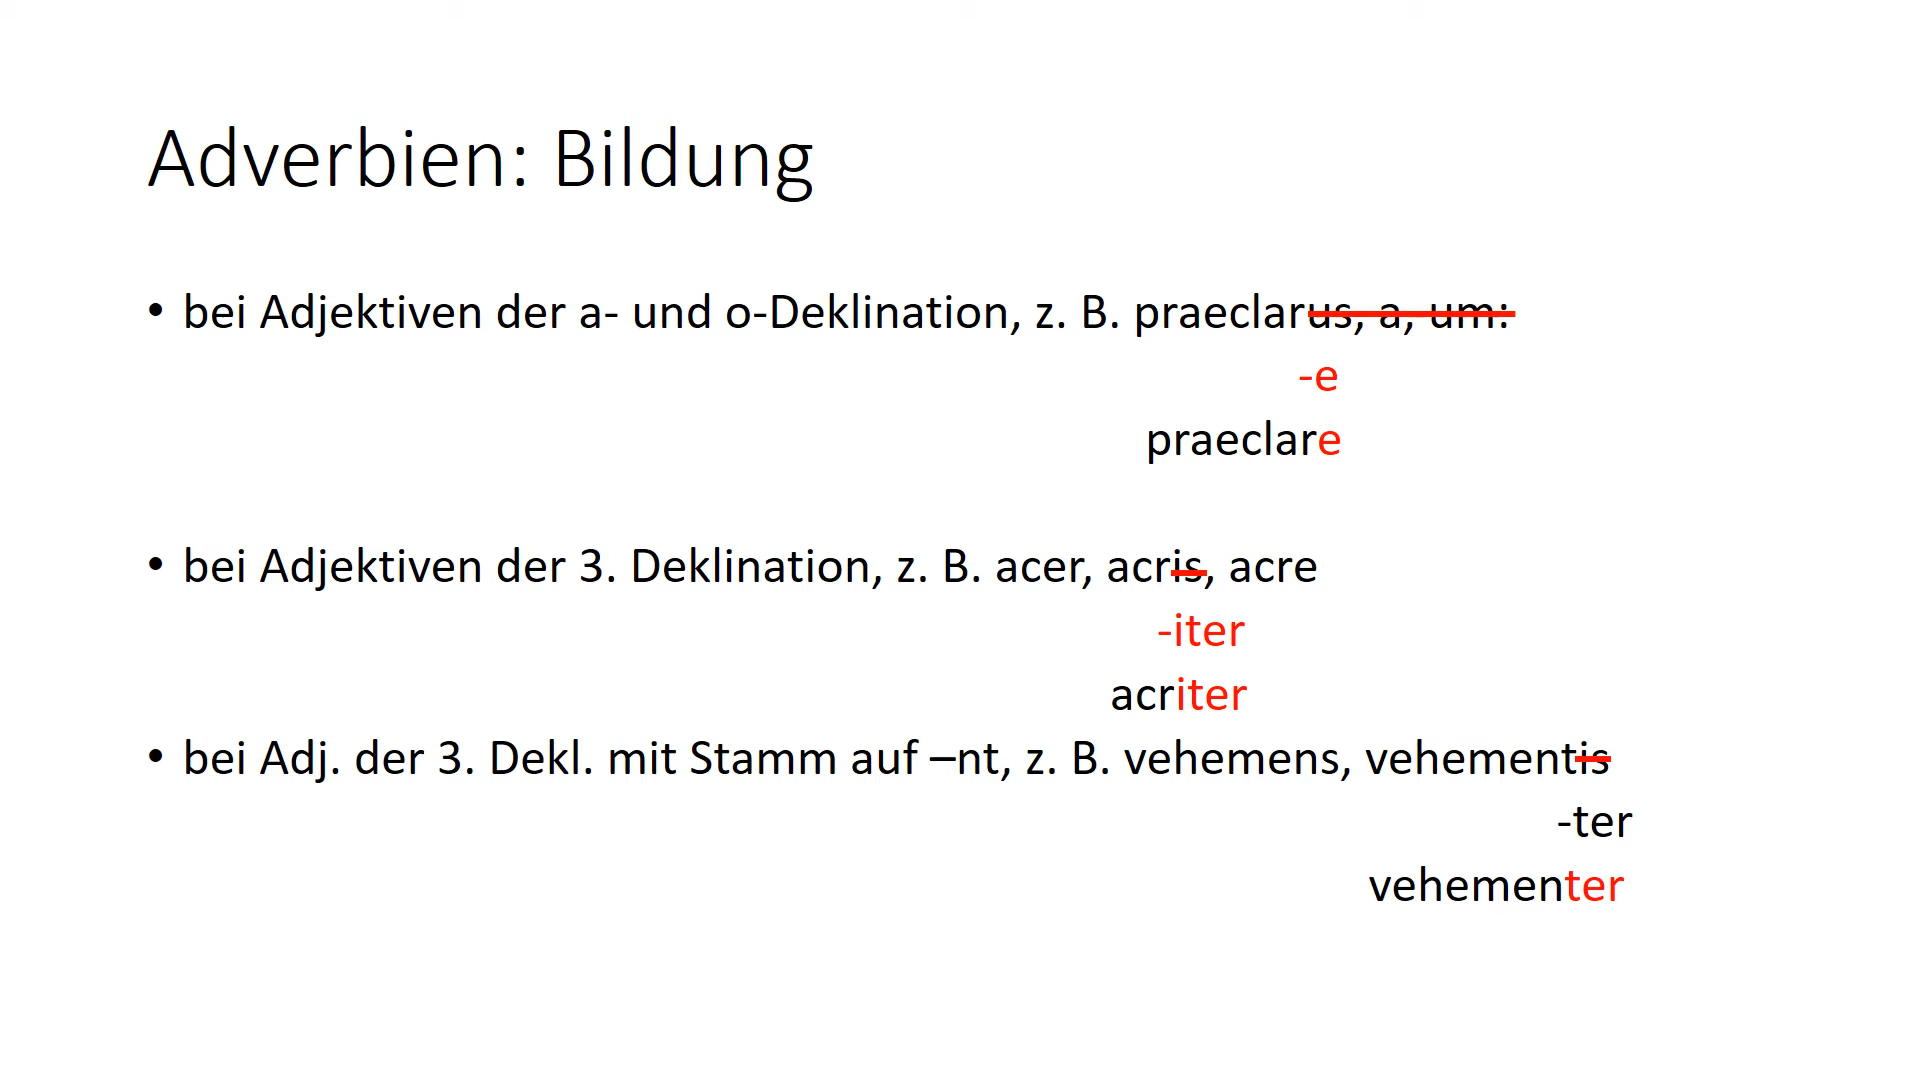 Adverbien: Bildung
• bei Adjektiven der a- und o-Deklination, z. B. praeclarus, a, um:
-e
praeclare
• bei Adjektiven der 3. Deklination, z. B. acer, acris, acre
-iter
acriter
• bei Adj. der 3. Dekl. mit Stamm auf –nt, z. B. vehemens, vehementis
-ter
vehementer